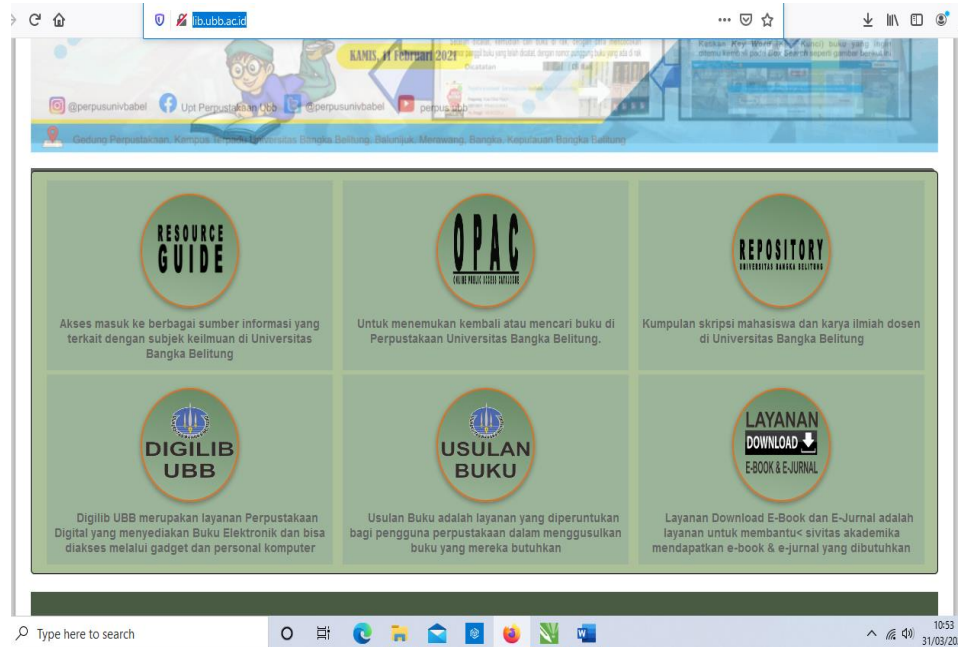 lib.ubb.ac.id
KAMIS, 11 Februari 2021
Dicatatan
@perpusunivbabel Upt Perpustakaan Ubb @perpusunivbabel perpus ubb
Gedung Perpustakaan, Kampus Terpadu Universitas Bangka Belitung, Balunijuk, Merawang, Bangka, Kepulauan Bangka Belitung
RESOURCE
GUIDE
Akses masuk ke berbagai sumber informasi yang
terkait dengan subjek keilmuan di Universitas
Bangka Belitung
OPAC
ONLINE PUBLIC ACCESS CATALOGUE
Untuk menemukan kembali atau mencari buku di
Perpustakaan Universitas Bangka Belitung.
REPOSITORY
UNIVERSITAS BANGKA BELITUNG
Kumpulan skripsi mahasiswa dan karya ilmiah dosen
di Universitas Bangka Belitung
DIGILIB
UBB
Digilib UBB merupakan layanan Perpustakaan
Digital yang menyediakan Buku Elektronik dan bisa
diakses melalui gadget dan personal komputer
USULAN
BUKU
Usulan Buku adalah layanan yang diperuntukan
bagi pengguna perpustakaan dalam menggusulkan
buku yang mereka butuhkan
LAYANAN
DOWNLOAD
E-BOOK & E-JURNAL
Layanan Download E-Book dan E-Jurnal adalah
layanan untuk membantu< sivitas akademika
mendapatkan e-book & e-jurnal yang dibutuhkan
Type here to search
10:53
31/03/20